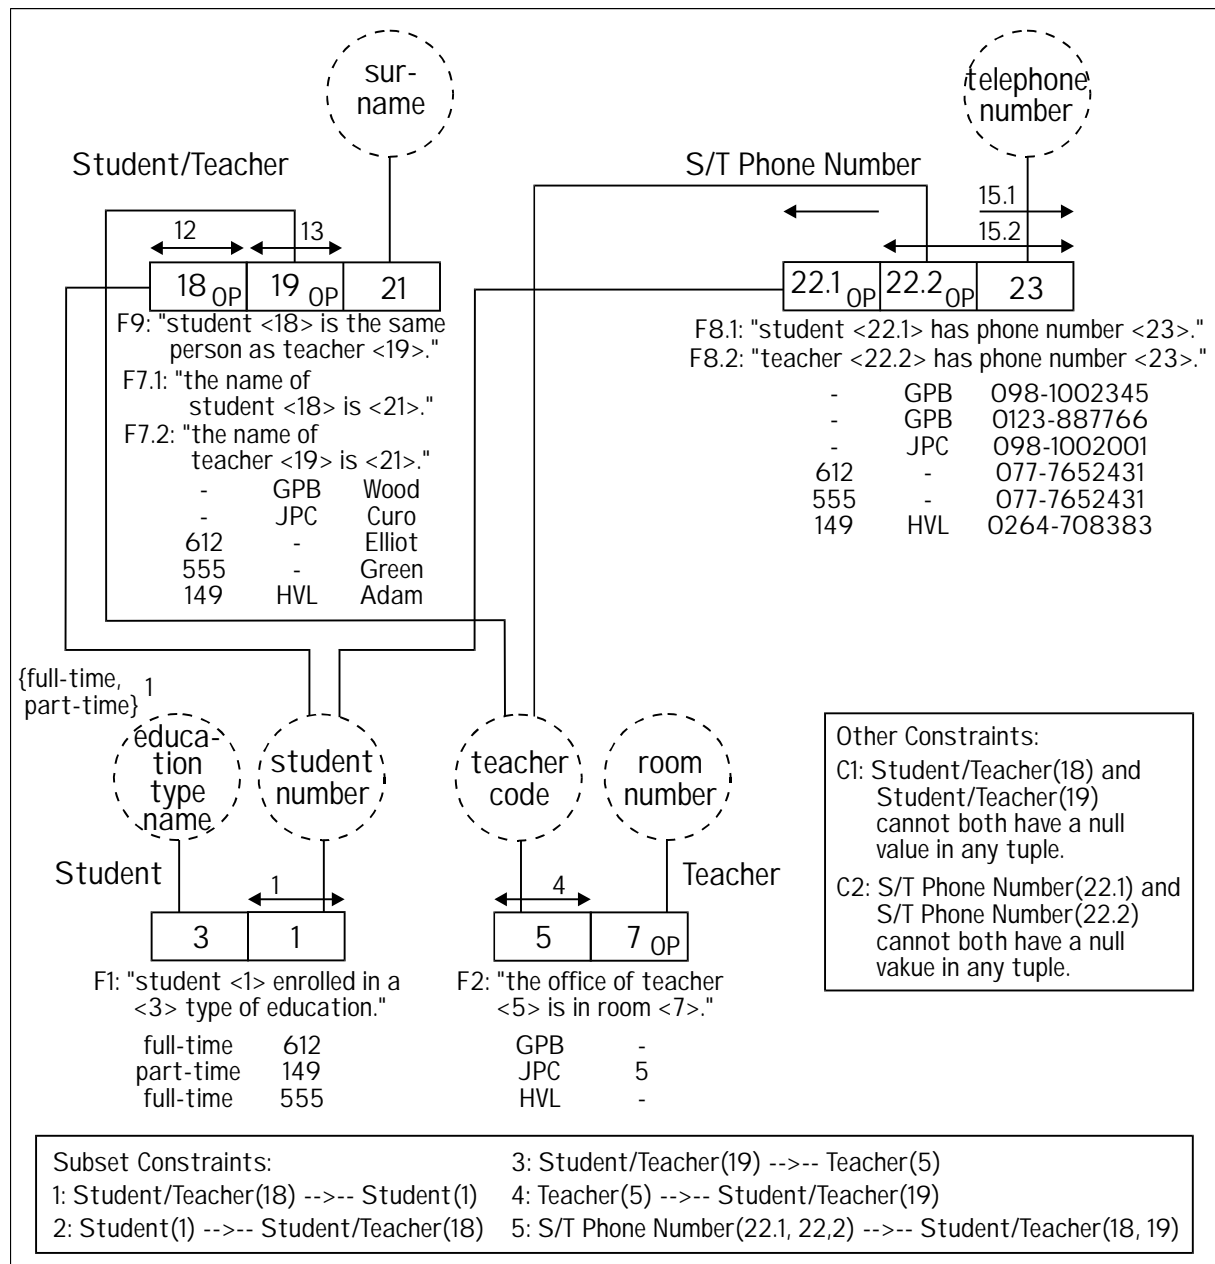 sur-
name
telephone
number
Student/Teacher
S/T Phone Number
12
13
15.1
15.2
18 OP
19 OP
21
22.1 OP
22.2 OP
23
F9: "student <18> is the same
person as teacher <19>."
F7.1: "the name of
student <18> is <21>."
F7.2: "the name of
teacher <19> is <21>."
- GPB Wood
- JPC Curo
612 - Elliot
555 - Green
149 HVL Adam
F8.1: "student <22.1> has phone number <23>."
F8.2: "teacher <22.2> has phone number <23>."
- GPB 098-1002345
- GPB 0123-887766
- JPC 098-1002001
612 - 077-7652431
555 - 077-7652431
149 HVL 0264-708383
{full-time,
part-time} 1
educa-
tion
type
name
student
number
teacher
code
room
number
Student
1
4
Teacher
3
1
5
7 OP
F1: "student <1> enrolled in a
<3> type of education."
full-time 612
part-time 149
full-time 555
F2: "the office of teacher
<5> is in room <7>."
GPB -
JPC 5
HVL -
Other Constraints:
C1: Student/Teacher(18) and
Student/Teacher(19)
cannot both have a null
value in any tuple.
C2: S/T Phone Number(22.1) and
S/T Phone Number(22.2)
cannot both have a null
vakue in any tuple.
Subset Constraints:
1: Student/Teacher(18) -->-- Student(1)
2: Student(1) -->-- Student/Teacher(18)
3: Student/Teacher(19) -->-- Teacher(5)
4: Teacher(5) -->-- Student/Teacher(19)
5: S/T Phone Number(22.1, 22,2) -->-- Student/Teacher(18, 19)